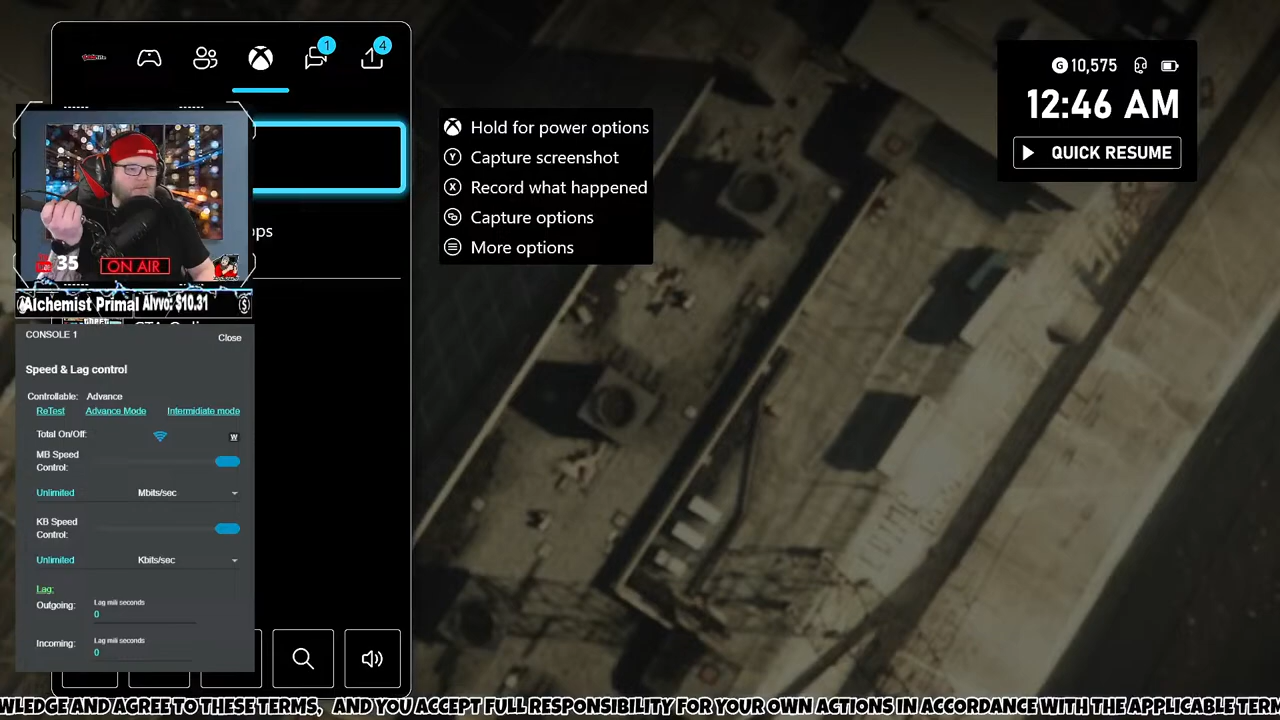 1
4
G 10,575
12:46 AM
QUICK RESUME
Hold for power options
Y Capture screenshot
X Record what happened
Capture options
More options
ps
35
ON AIR
Alchemist Primal Alvvo: $10.31
CONSOLE 1
Close
Speed & Lag control
Controllable: Advance
ReTest Advance Mode Intermidiate mode
Total On/Off: W
MB Speed
Control:
Unlimited Mbits/sec
KB Speed
Control:
Unlimited Kbits/sec
Lag:
Outgoing: Lag mili seconds
0
Incoming: Lag mili seconds
0
WLEDGE AND AGREE TO THESE TERMS, AND YOU ACCEPT FULL RESPONSIBILITY FOR YOUR OWN ACTIONS IN ACCORDANCE WITH THE APPLICABLE TERM